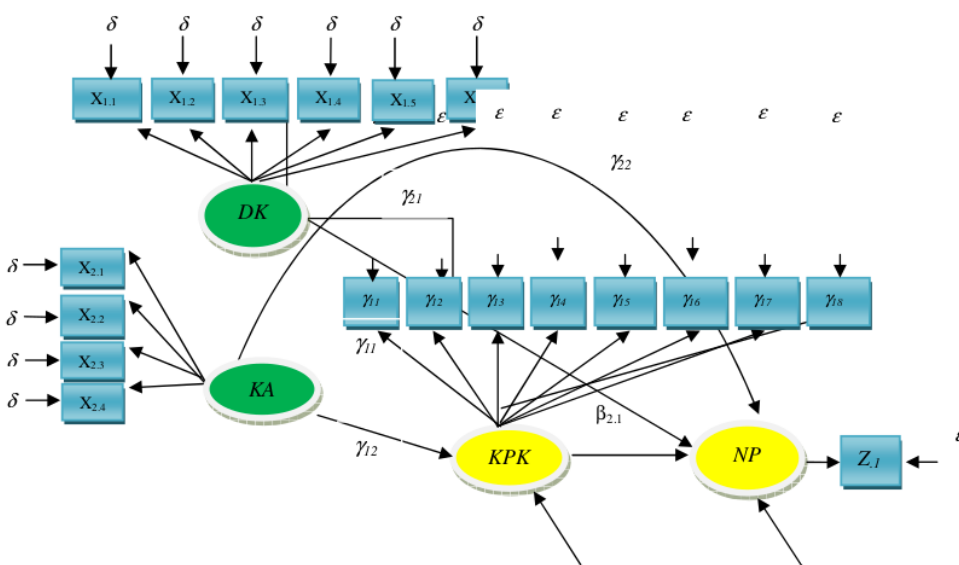 δ δ δ δ δ δ
X1.1 X1.2 X1.3 X1.4 X1.5 X
ε ε ε ε ε ε ε
γ22
DK
γ21
δ X2.1
δ X2.2
δ X2.3
δ X2.4
γ11 γ12 γ13 γ14 γ15 γ16 γ17 γ18
γ11
KA
β2.1
γ12
KPK
NP
Z.1
ε